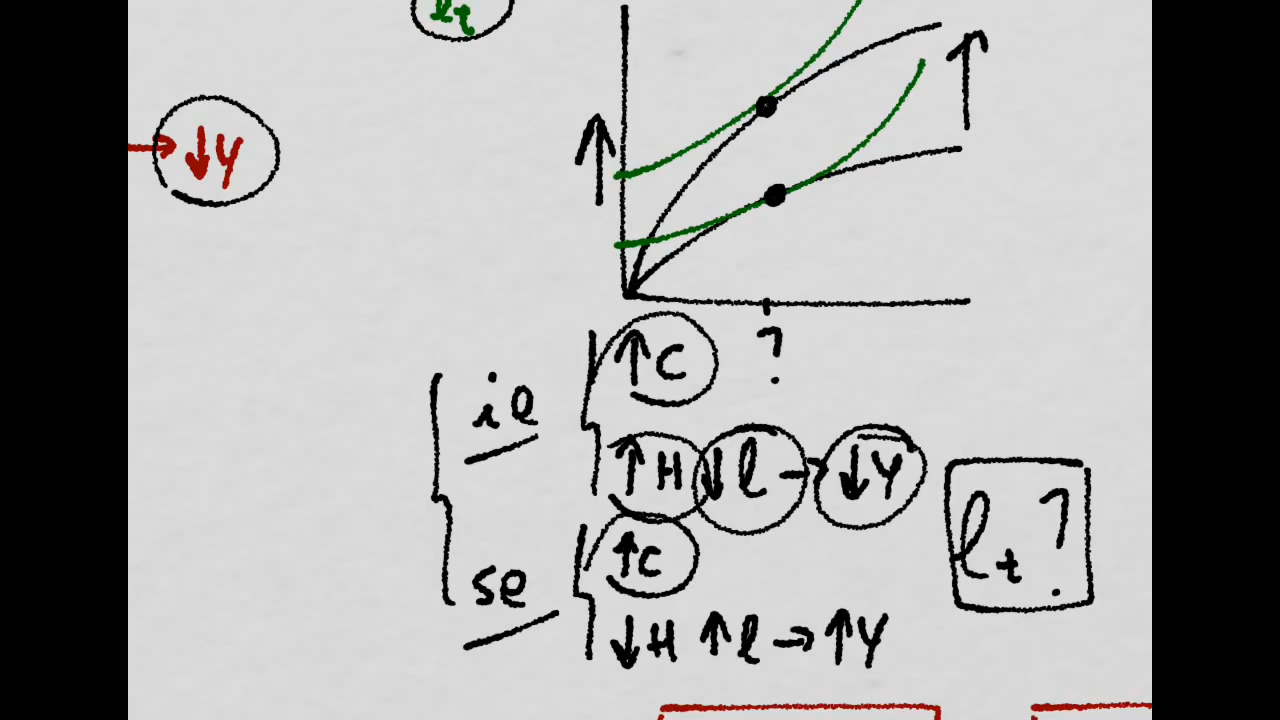 lt
↓Y
?
ie
↑C
↑H ↓l → ↓Y
lt ?
se
↑C
↓H ↑l → ↑Y